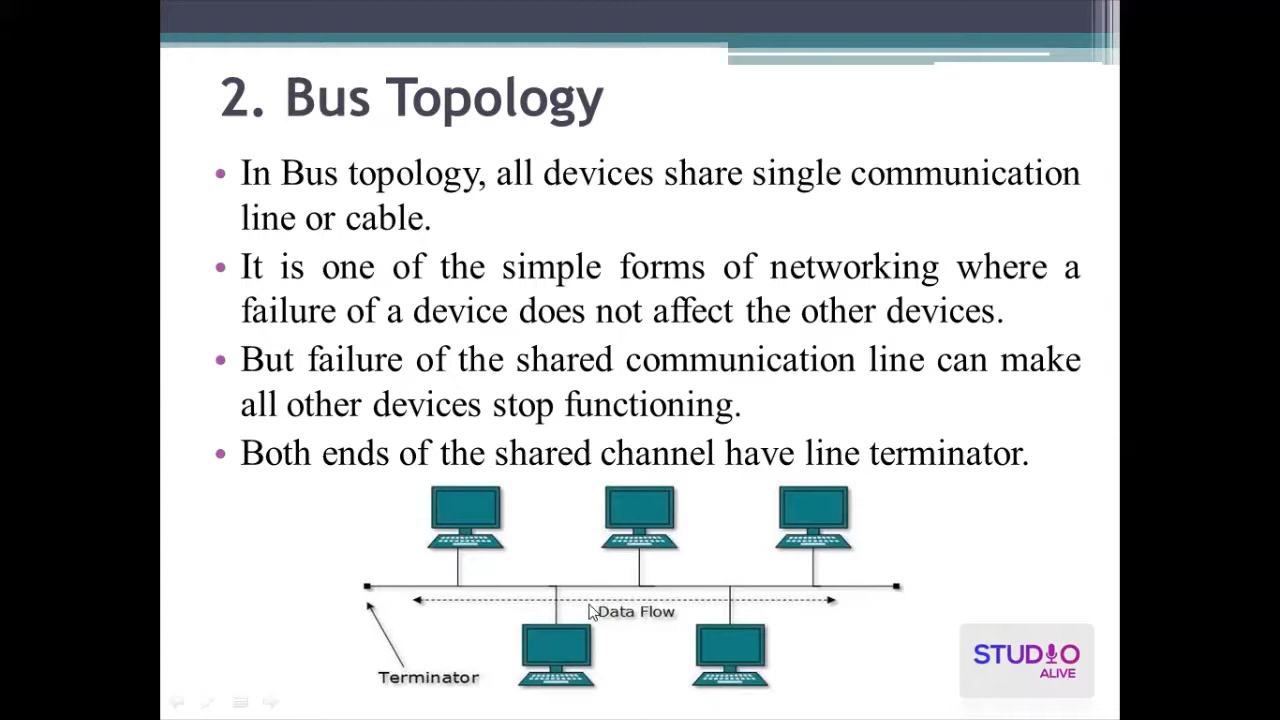 2. Bus Topology
• In Bus topology, all devices share single communication
line or cable.
• It is one of the simple forms of networking where a
failure of a device does not affect the other devices.
• But failure of the shared communication line can make
all other devices stop functioning.
• Both ends of the shared channel have line terminator.
Data Flow
Terminator
STUDIO
ALIVE